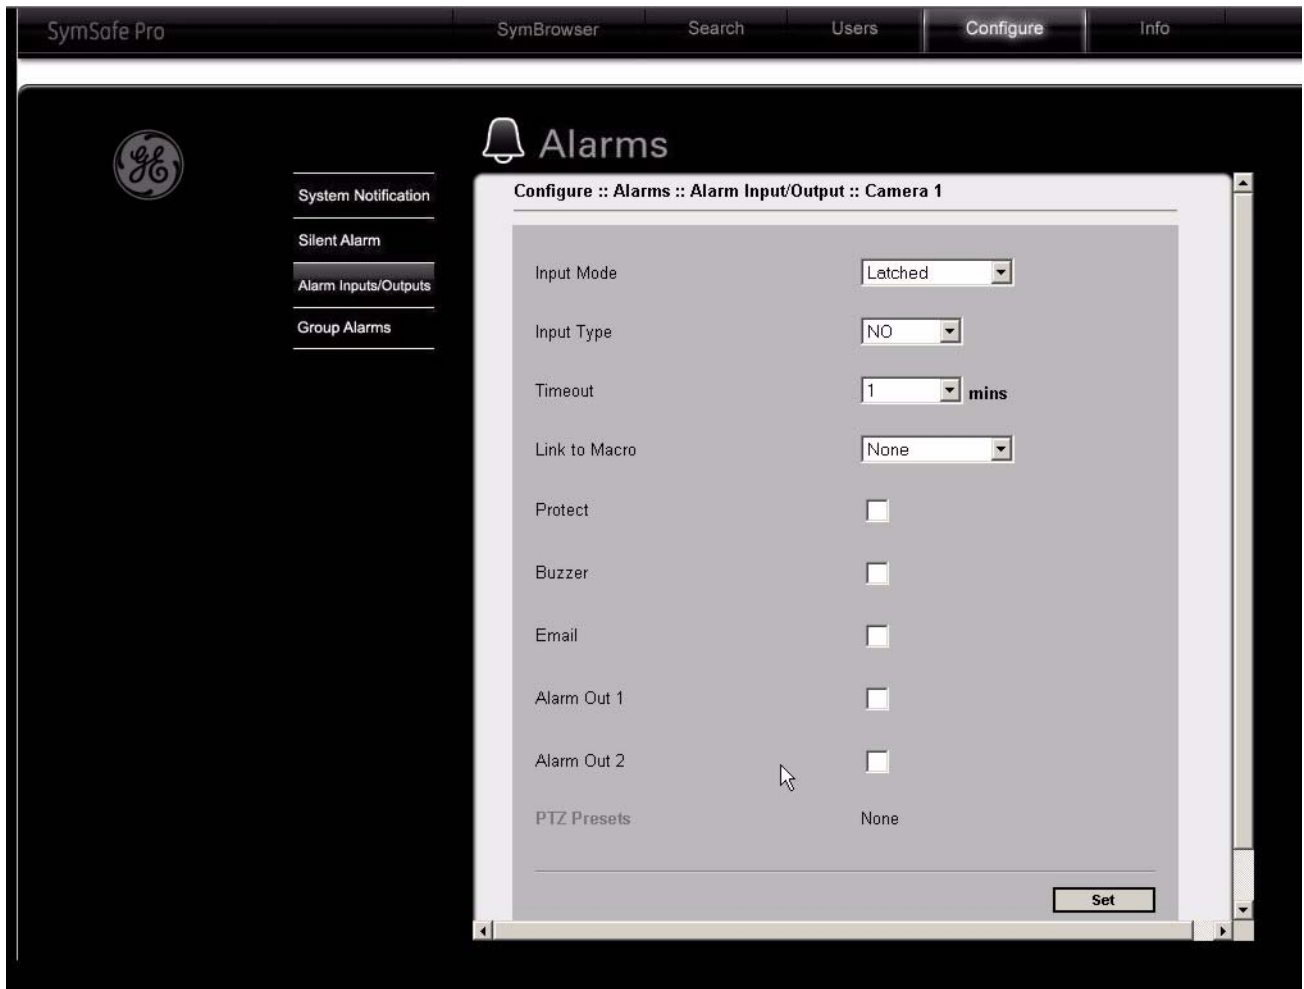 SymSafe Pro
SymBrowser
Search
Users
Configure
Info
GE
Alarms
System Notification
Silent Alarm
Alarm Inputs/Outputs
Group Alarms
Configure :: Alarms :: Alarm Input/Output :: Camera 1
Input Mode Latched
Input Type NO
Timeout 1 mins
Link to Macro None
Protect
Buzzer
Email
Alarm Out 1
Alarm Out 2
PTZ Presets None
Set